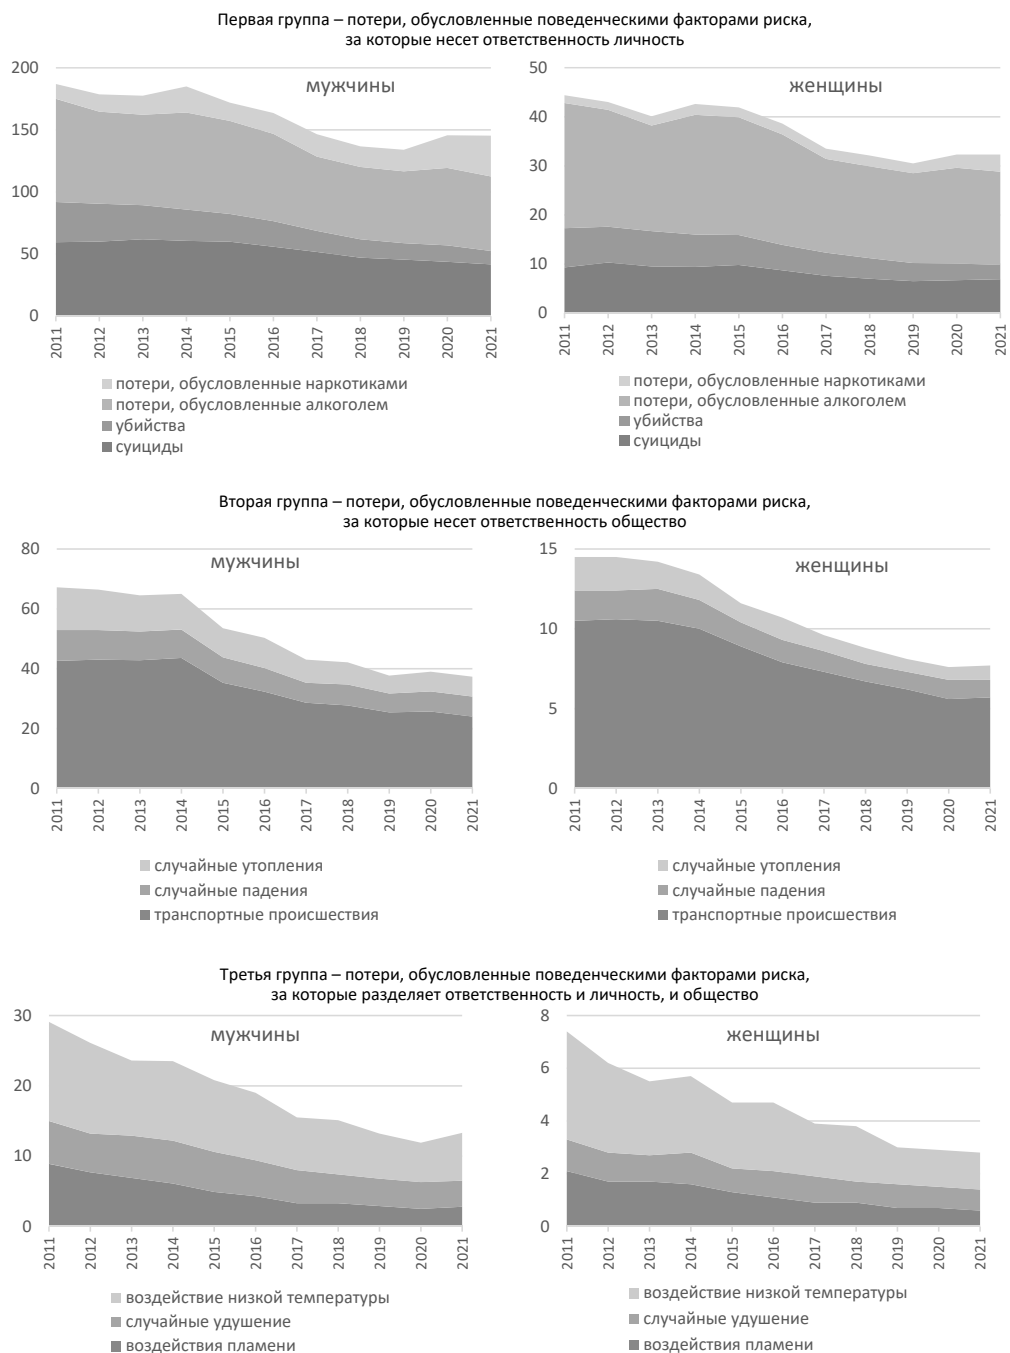 Первая группа – потери, обусловленные поведенческими факторами риска,
за которые несет ответственность личность
мужчины
200
150
100
50
0
2011
2012
2013
2014
2015
2016
2017
2018
2019
2020
2021
потери, обусловленные наркотиками
потери, обусловленные алкоголем
убийства
суициды
женщины
50
40
30
20
10
0
2011
2012
2013
2014
2015
2016
2017
2018
2019
2020
2021
потери, обусловленные наркотиками
потери, обусловленные алкоголем
убийства
суициды
Вторая группа – потери, обусловленные поведенческими факторами риска,
за которые несет ответственность общество
мужчины
80
60
40
20
0
2011
2012
2013
2014
2015
2016
2017
2018
2019
2020
2021
случайные утопления
случайные падения
транспортные происшествия
женщины
15
10
5
0
2011
2012
2013
2014
2015
2016
2017
2018
2019
2020
2021
случайные утопления
случайные падения
транспортные происшествия
Третья группа – потери, обусловленные поведенческими факторами риска,
за которые разделяет ответственность и личность, и общество
мужчины
30
20
10
0
2011
2012
2013
2014
2015
2016
2017
2018
2019
2020
2021
воздействие низкой температуры
случайные удушение
воздействия пламени
женщины
8
6
4
2
0
2011
2012
2013
2014
2015
2016
2017
2018
2019
2020
2021
воздействие низкой температуры
случайные удушение
воздействия пламени